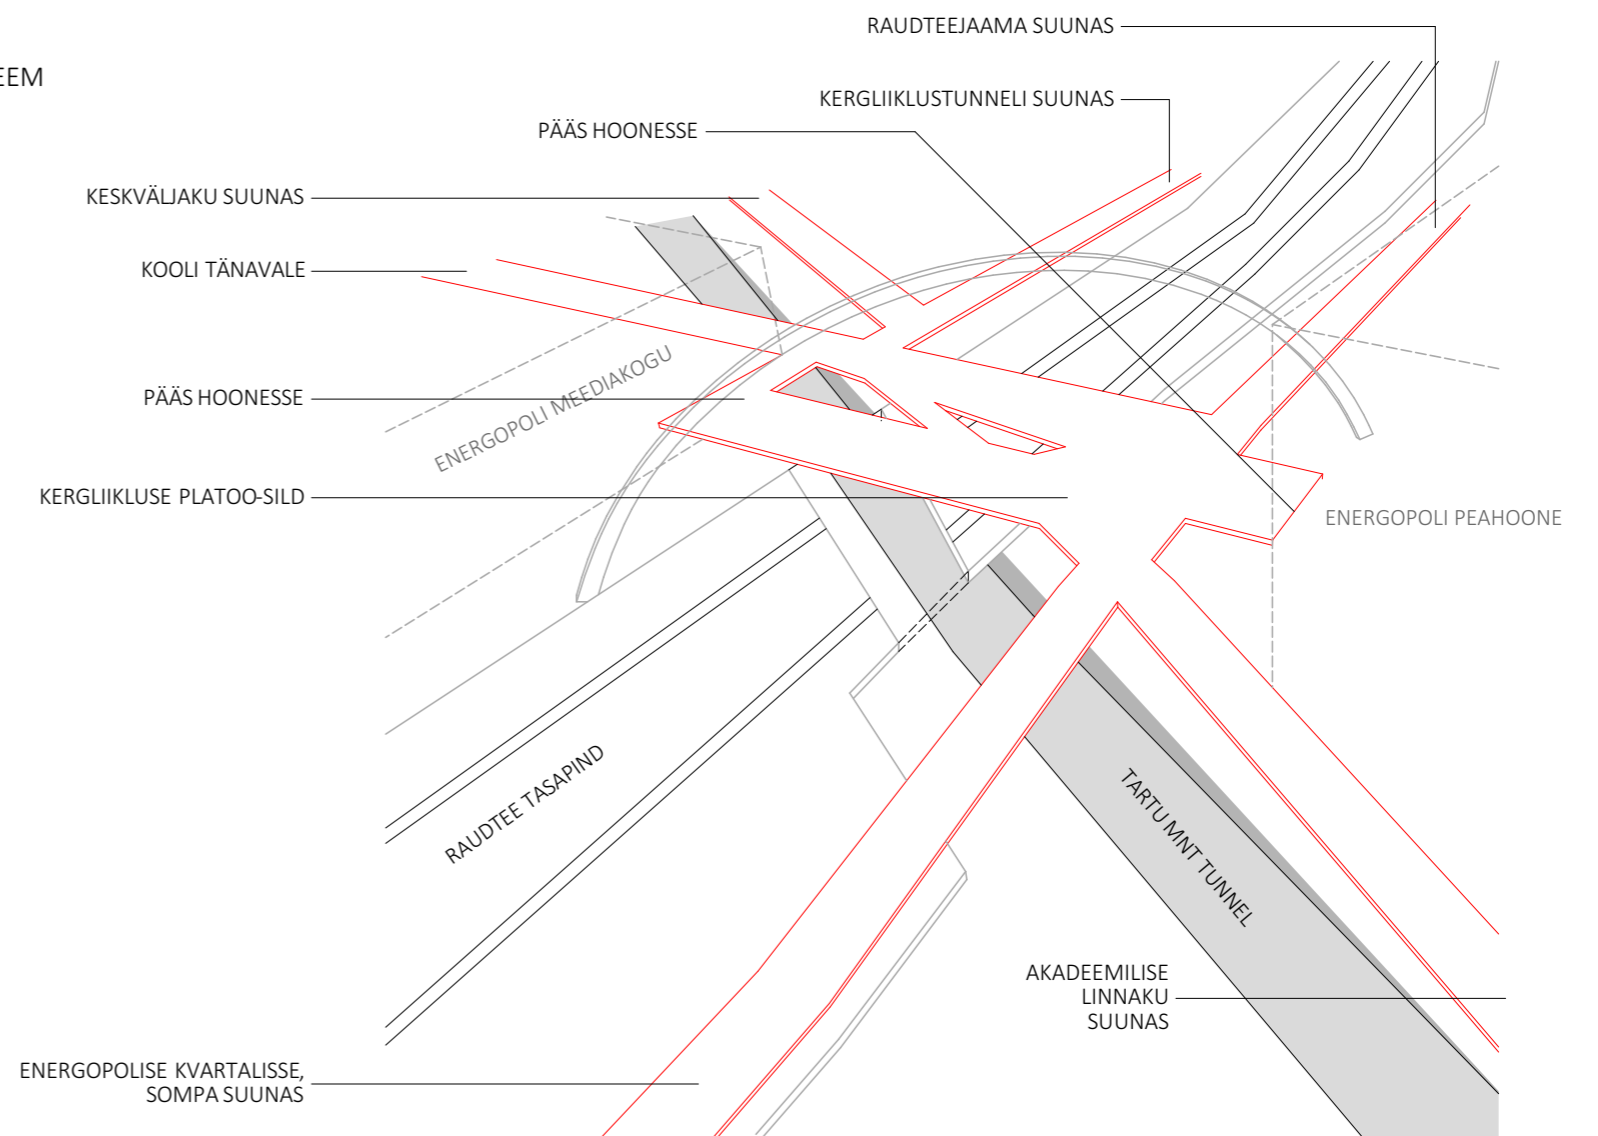 RAUDTEEJAAMA SUUNAS
EEM
KERGLIIKLUSTUNNELI SUUNAS
PÄÄS HOONESSE
KESKVÄLJAKU SUUNAS
KOOLI TÄNAVALE
ENERGOPOLI MEEDIAKOGU
PÄÄS HOONESSE
KERGLIIKLUSE PLATOO-SILD
ENERGOPOLI PEAHOONE
RAUDTEE TASAPIND
TARTU MNT TUNNEL
AKADEEMILISE
LINNAKU
SUUNAS
ENERGOPOLISE KVARTALISSE,
SOMPA SUUNAS